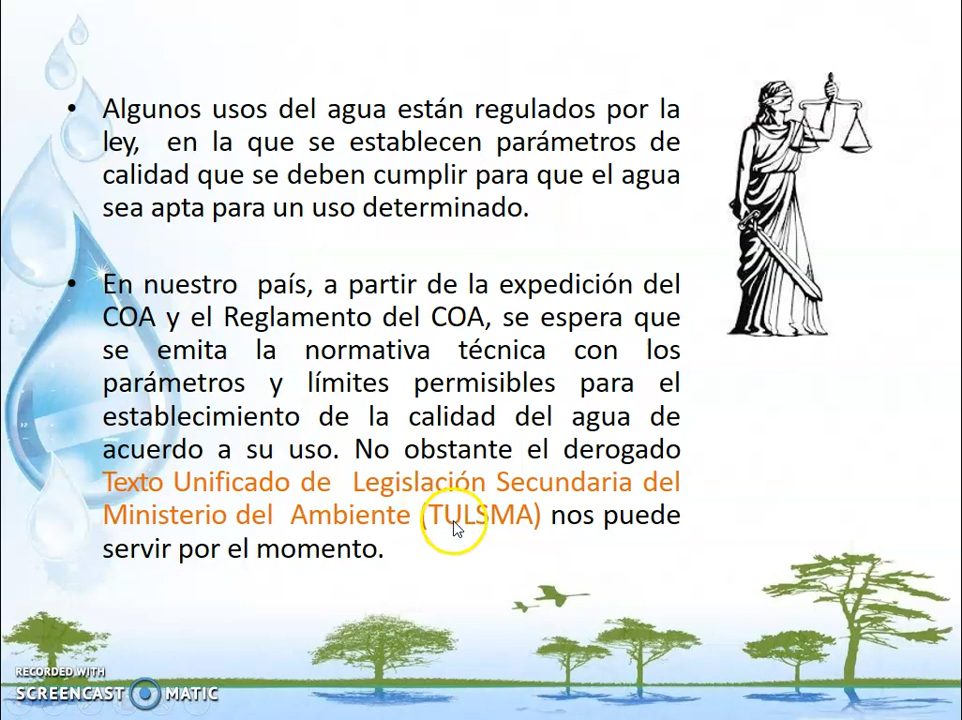 • Algunos usos del agua están regulados por la
ley, en la que se establecen parámetros de
calidad que se deben cumplir para que el agua
sea apta para un uso determinado.
• En nuestro país, a partir de la expedición del
COA y el Reglamento del COA, se espera que
se emita la normativa técnica con los
parámetros y límites permisibles para el
establecimiento de la calidad del agua de
acuerdo a su uso. No obstante el derogado
Texto Unificado de Legislación Secundaria del
Ministerio del Ambiente (TULSMA) nos puede
servir por el momento.
RECORDED WITH
SCREENCAST MATIC